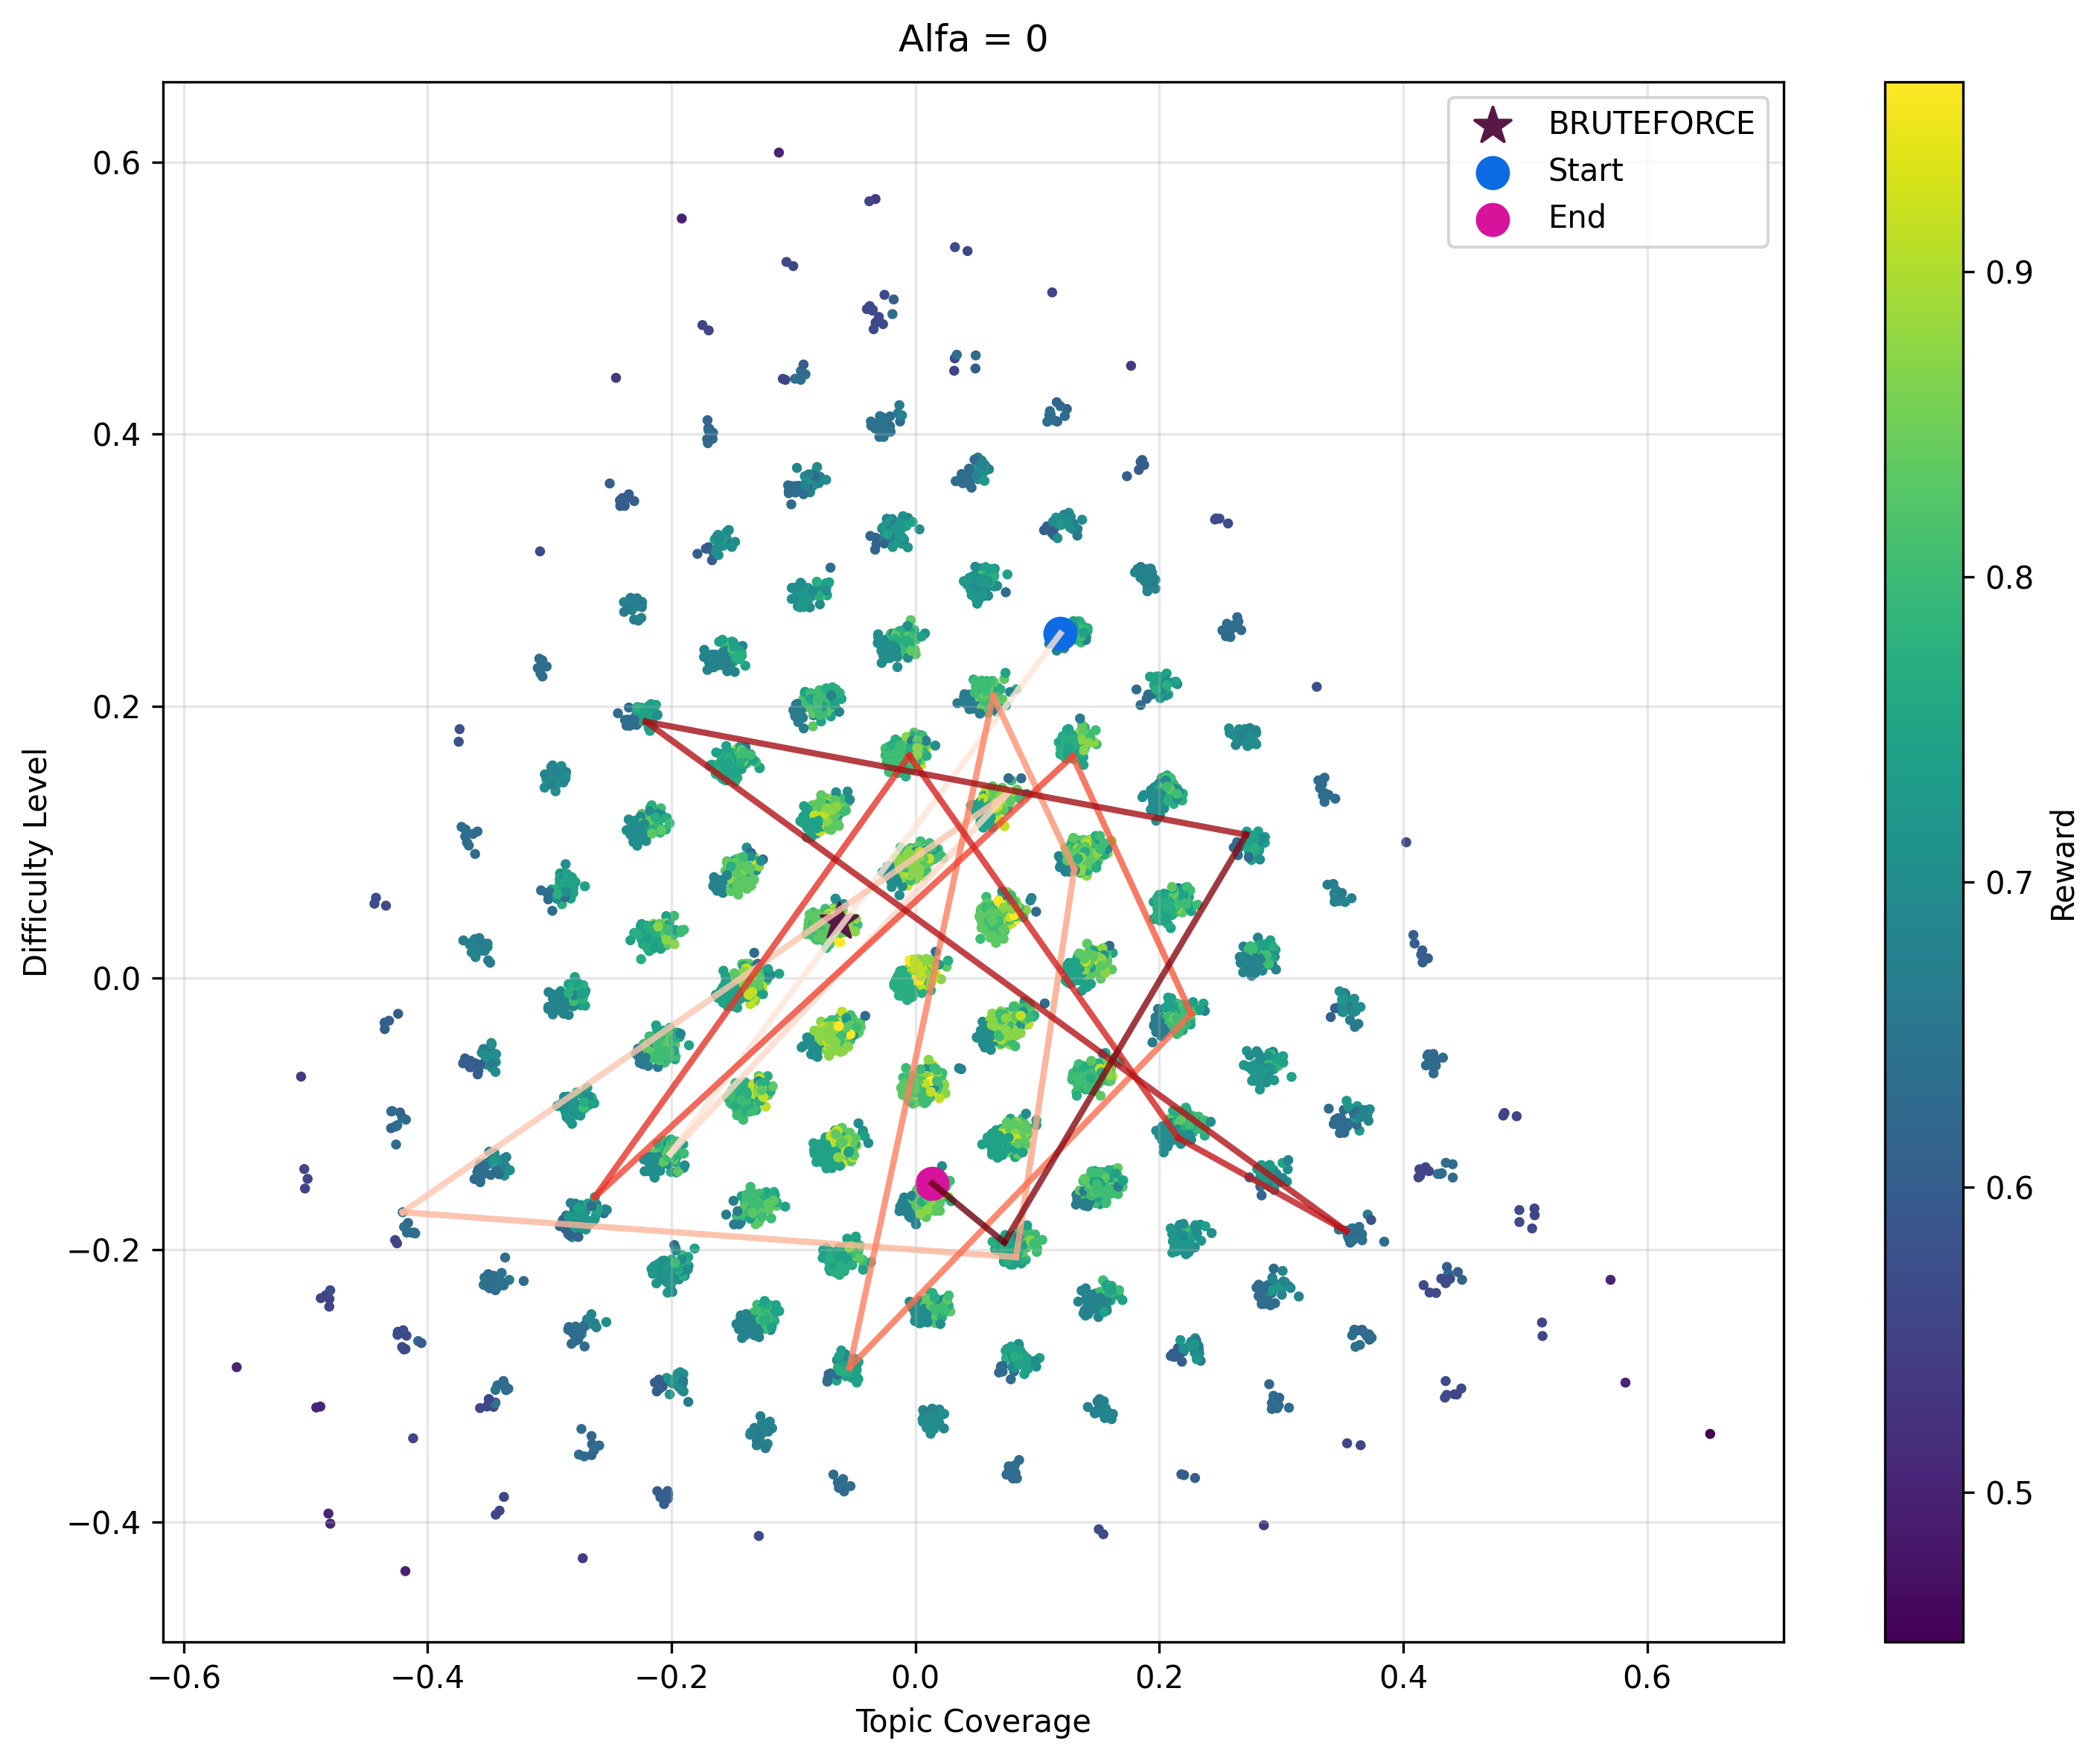 Alfa = 0
BRUTEFORCE
Start
End
Difficulty Level
0.6
0.4
0.2
0.0
−0.2
−0.4
−0.6 −0.4 −0.2 0.0 0.2 0.4 0.6
Topic Coverage
0.9
0.8
0.7
0.6
0.5
Reward